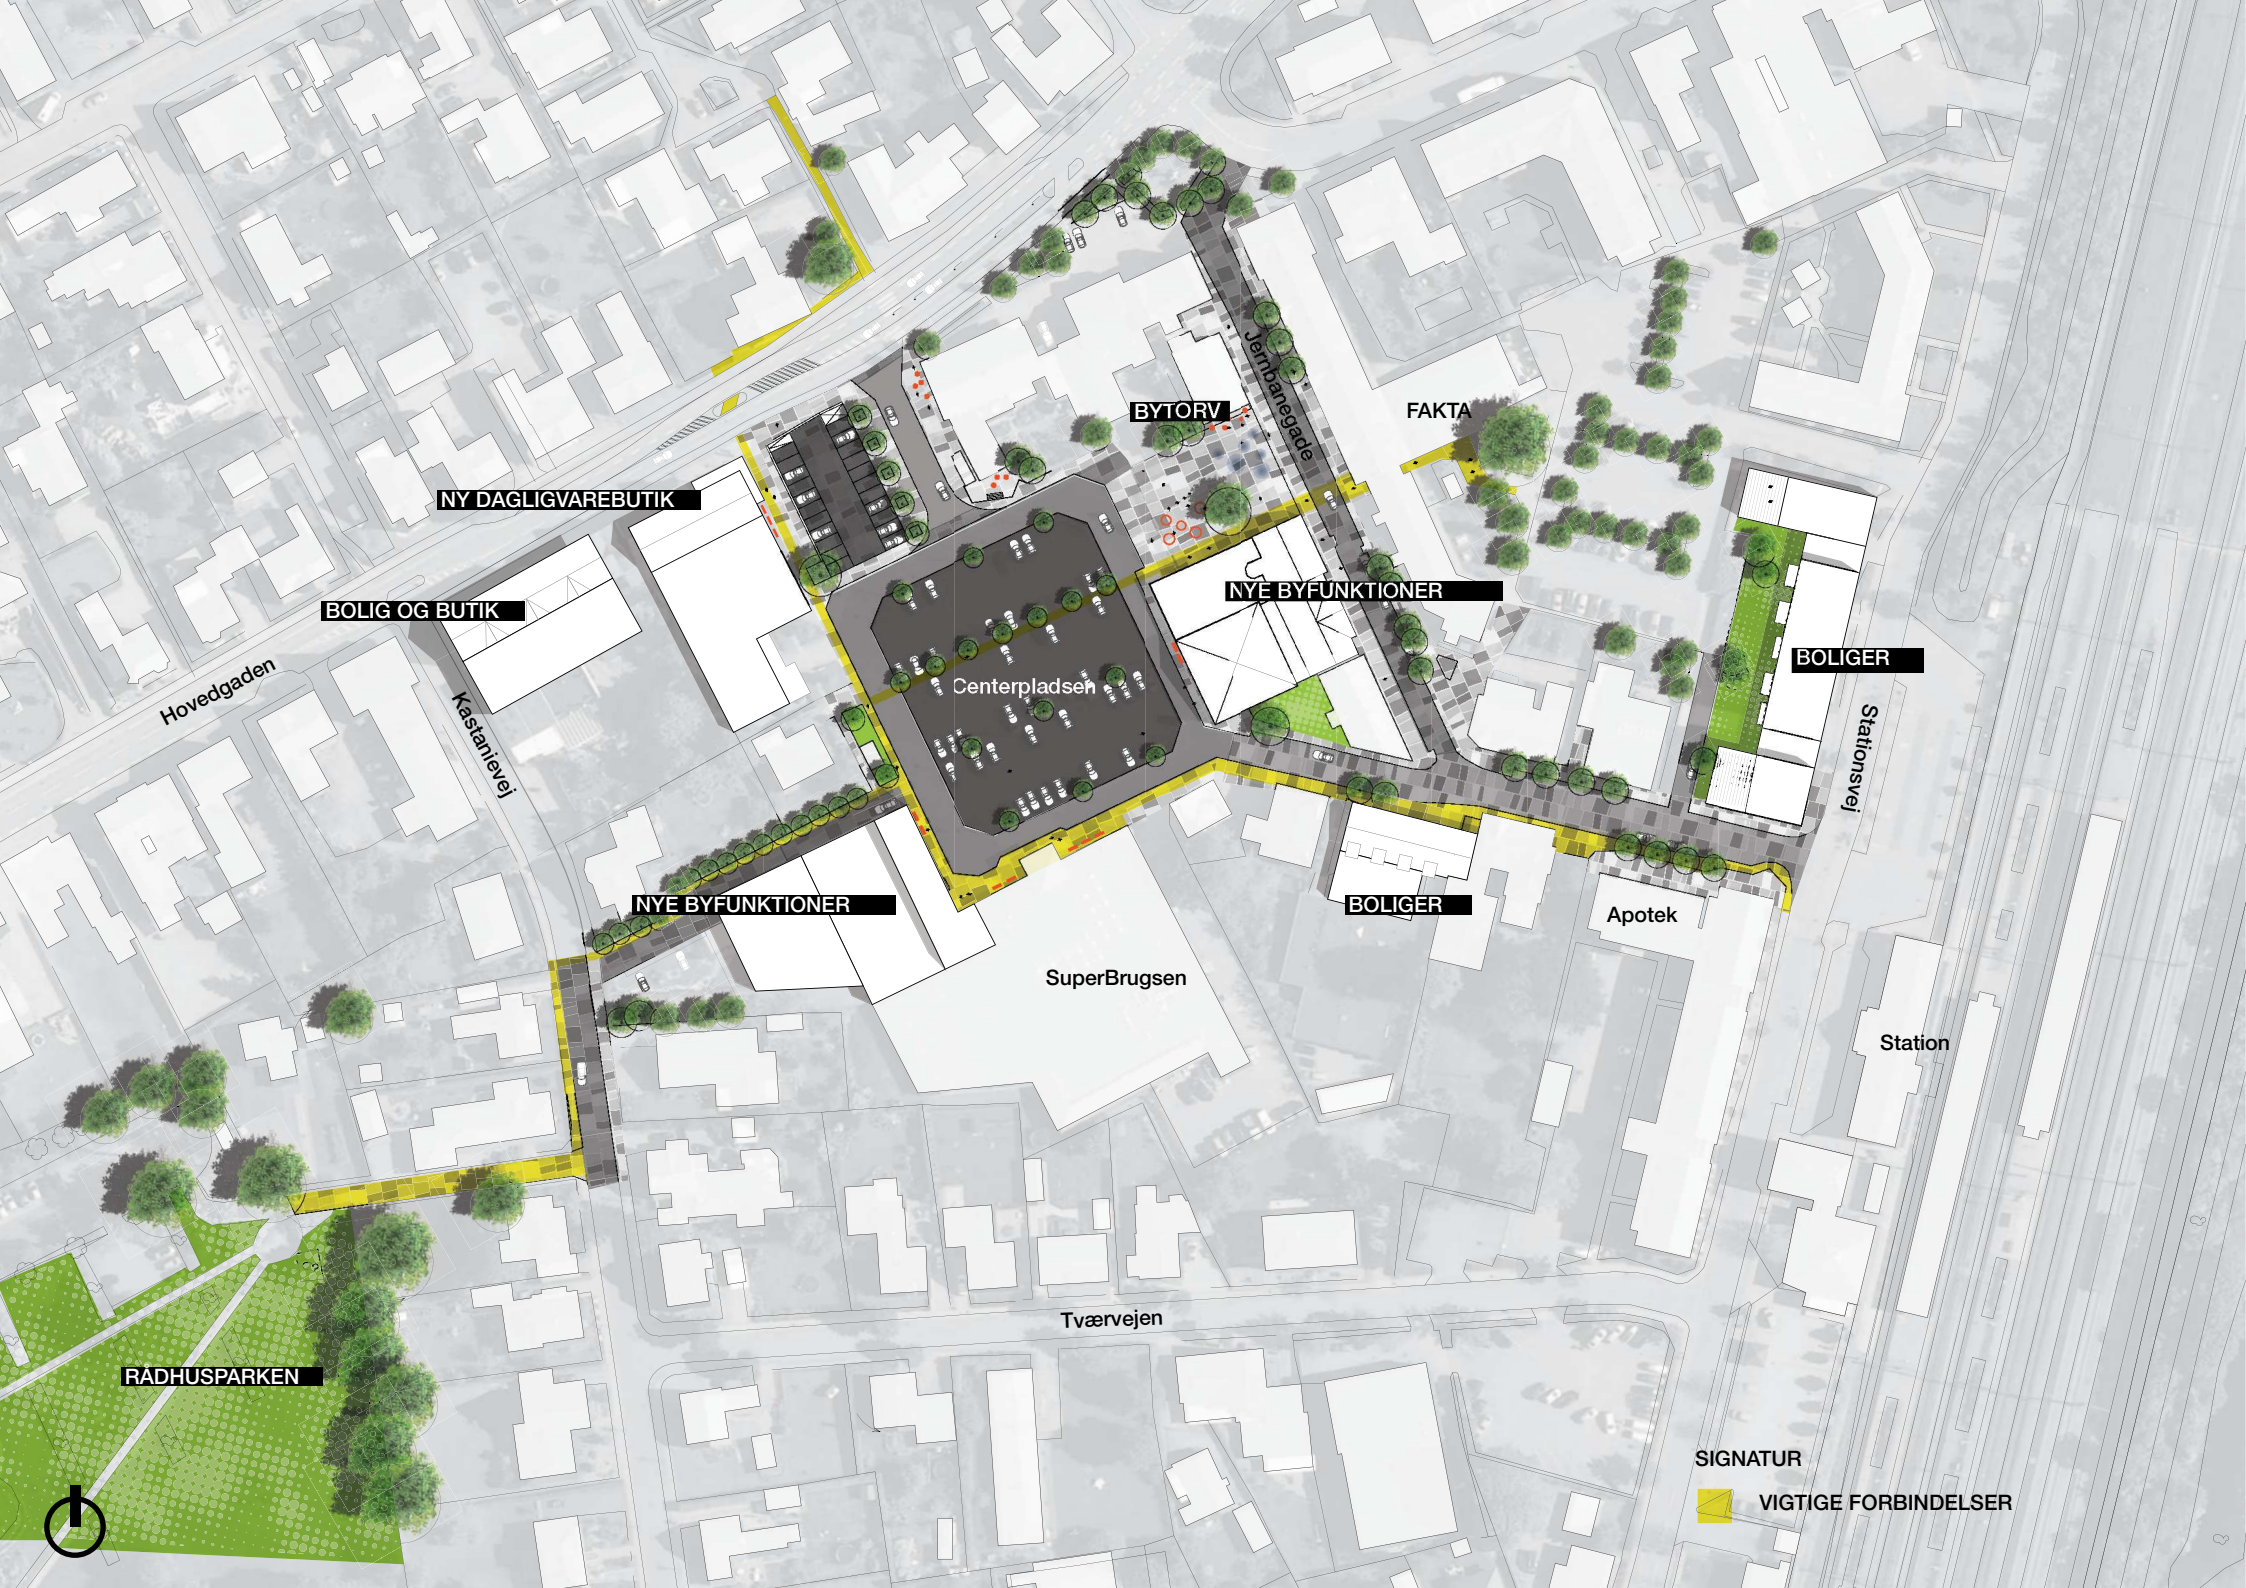 Jernbanegade
BYTORV
FAKTA
NY DAGLIGVAREBUTIK
NYE BYFUNKTIONER
BOLIG OG BUTIK
BOLIGER
Hovedgaden
Centerpladsen
Kastanievej
Stationsvej
NYE BYFUNKTIONER
BOLIGER
Apotek
SuperBrugsen
Station
Tværvejen
RÅDHUSPARKEN
SIGNATUR
VIGTIGE FORBINDELSER